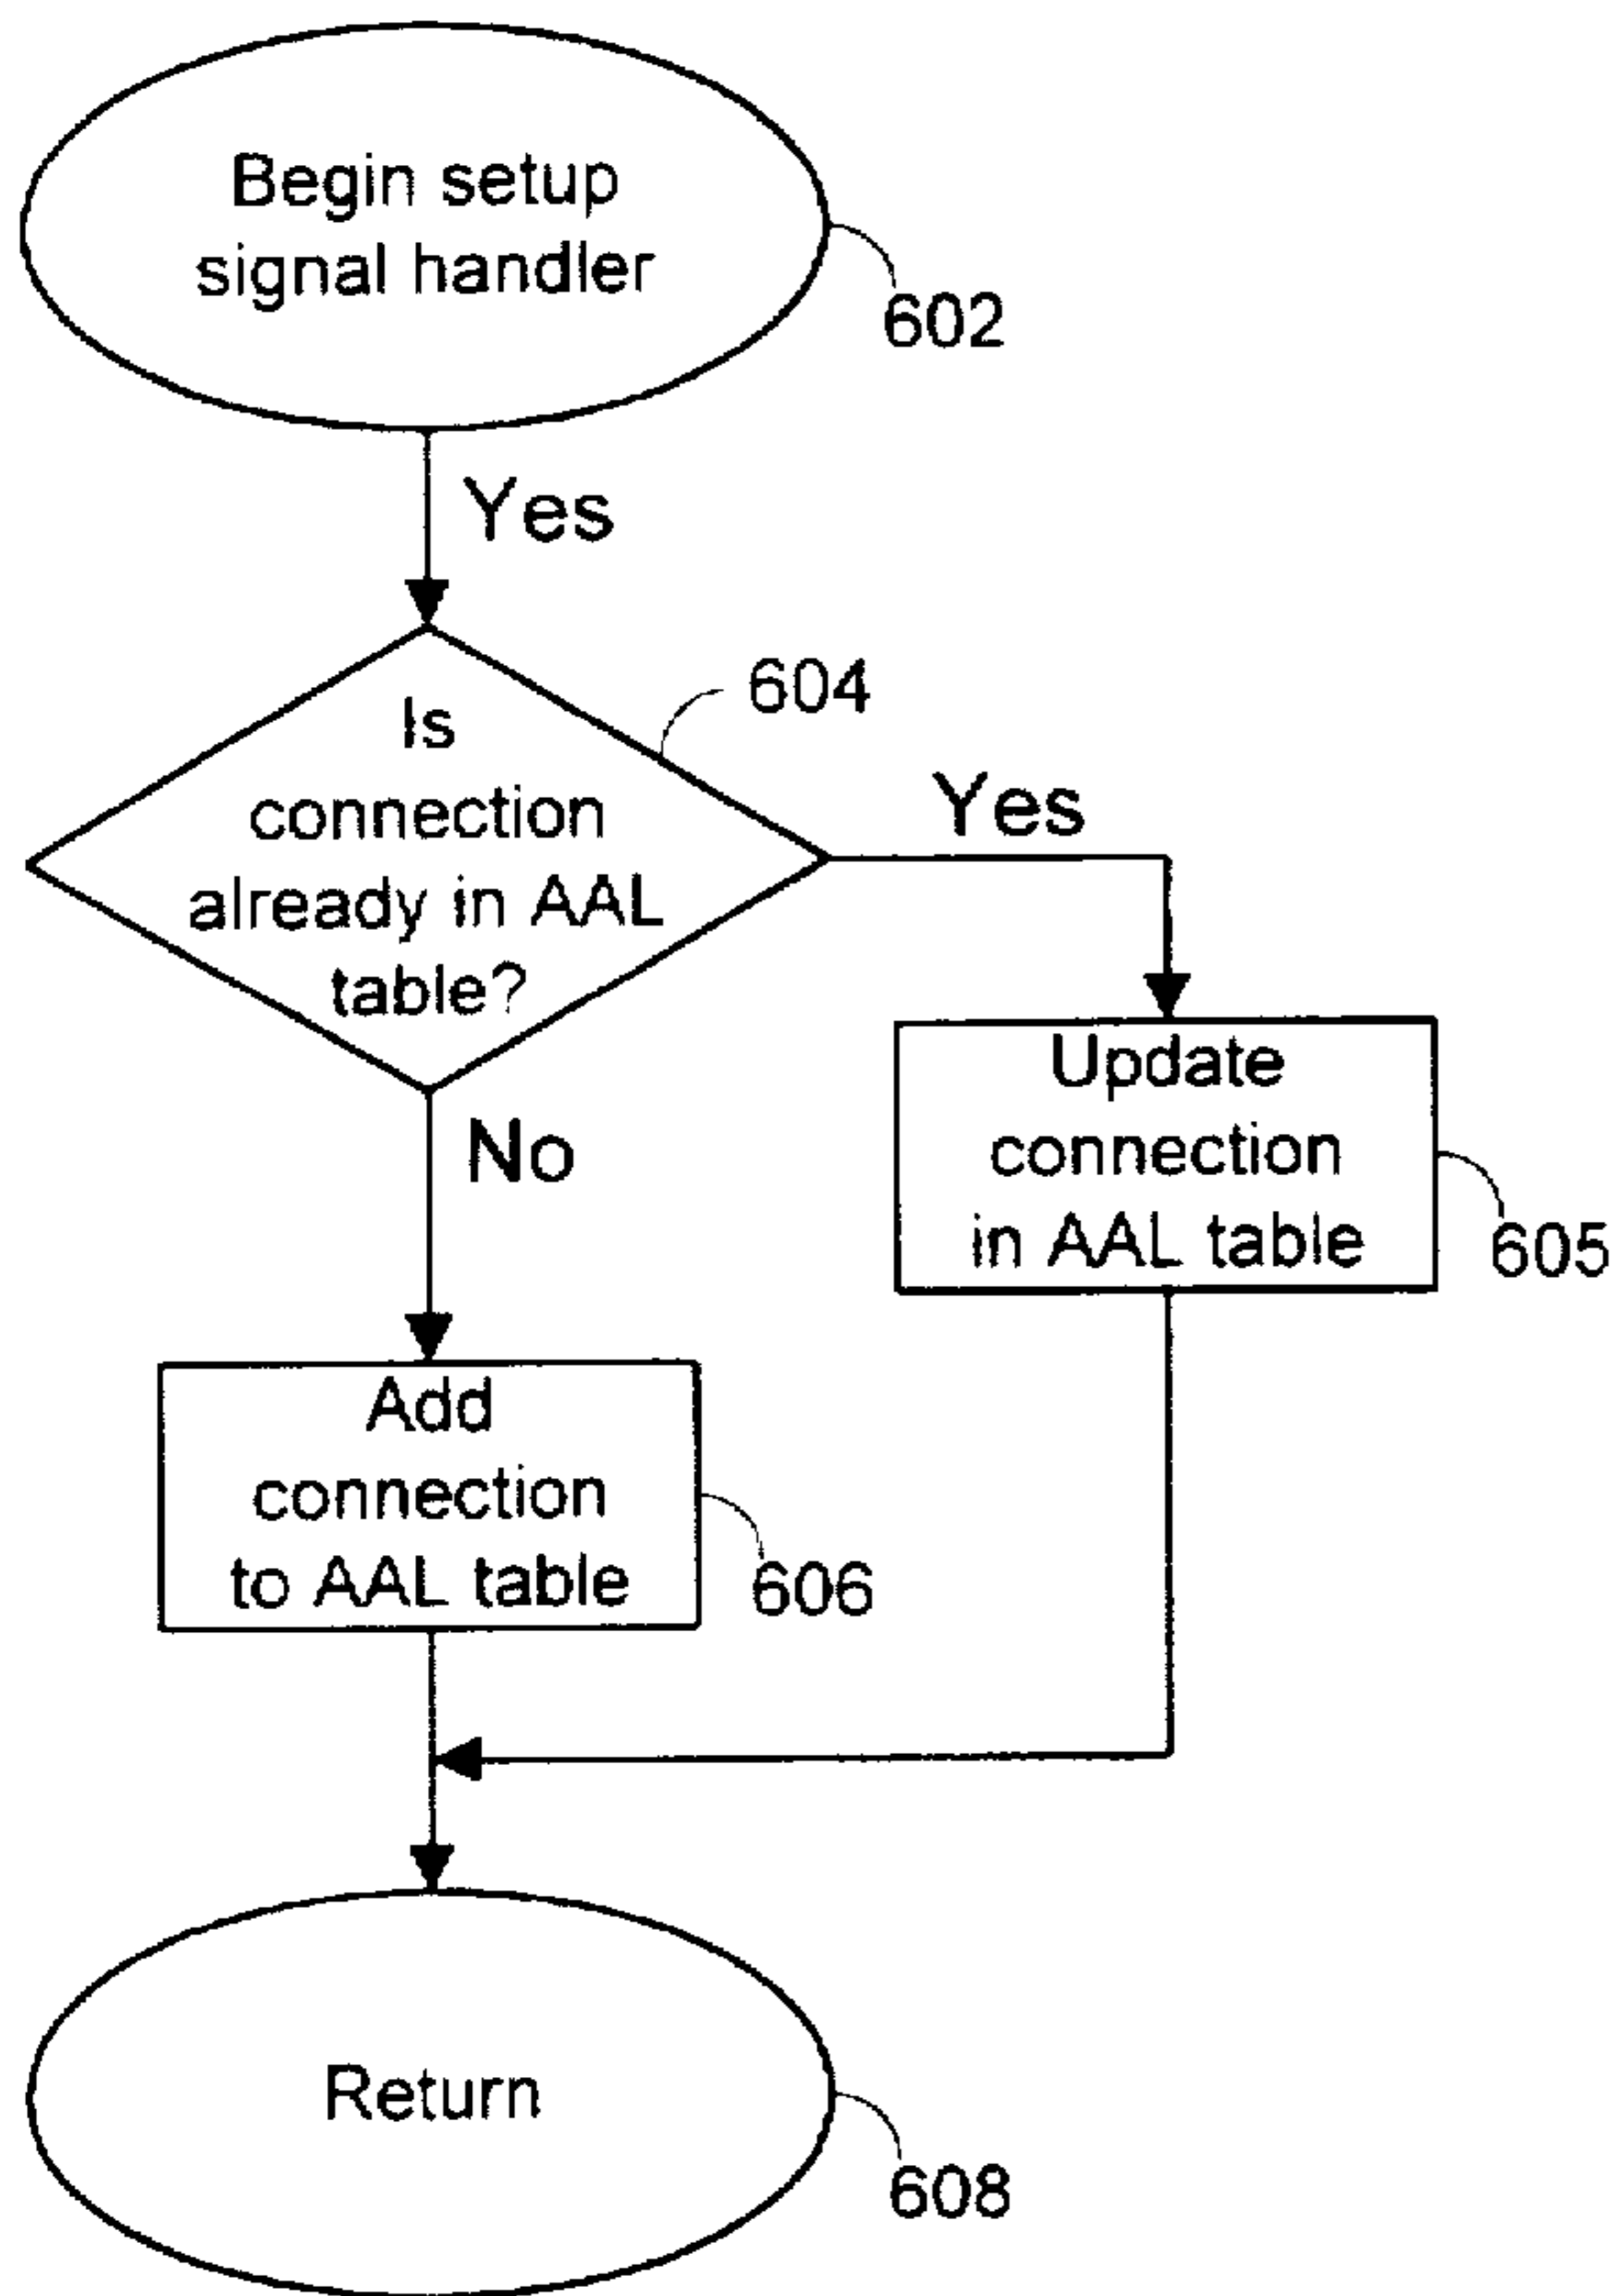 Begin setup
signal handler
602
Yes
604
Is
connection
already in AAL
table?
Yes
Update
connection
in AAL table
605
No
Add
connection
to AAL table
606
Return
608